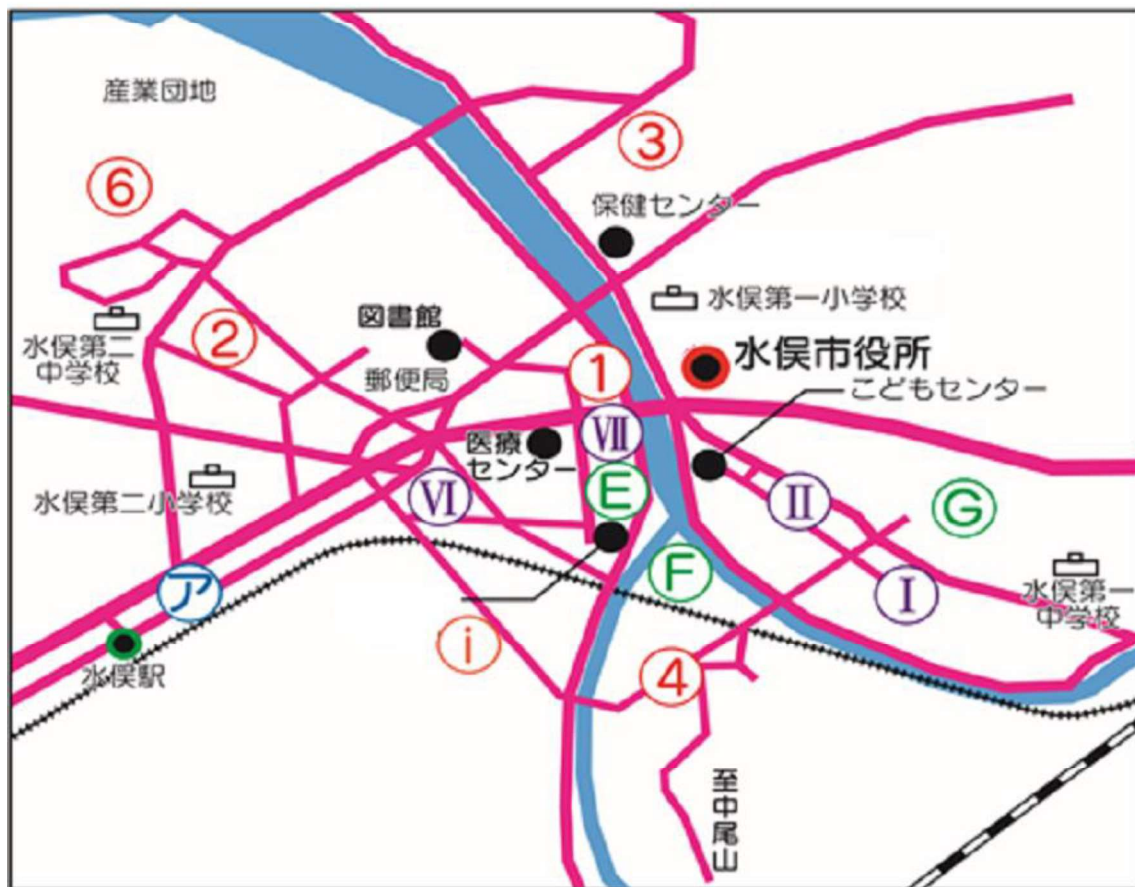 産業団地
③
⑥
保健センター
水俣第一小学校
図書館
水俣第二
中学校
②
①
水俣市役所
郵便局
こどもセンター
Ⅶ
医療
センター
水俣第二小学校
Ⅵ
E
Ⅱ
G
F
ア
Ⅰ
水俣第一
中学校
i
④
水俣駅
至中尾山